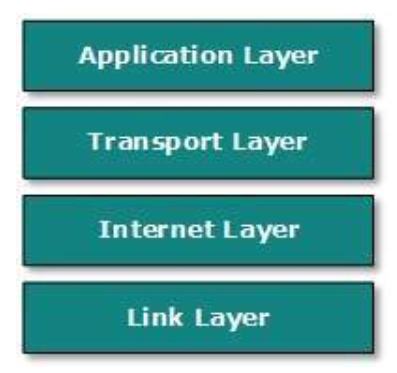 Application Layer
Transport Layer
Internet Layer
Link Layer